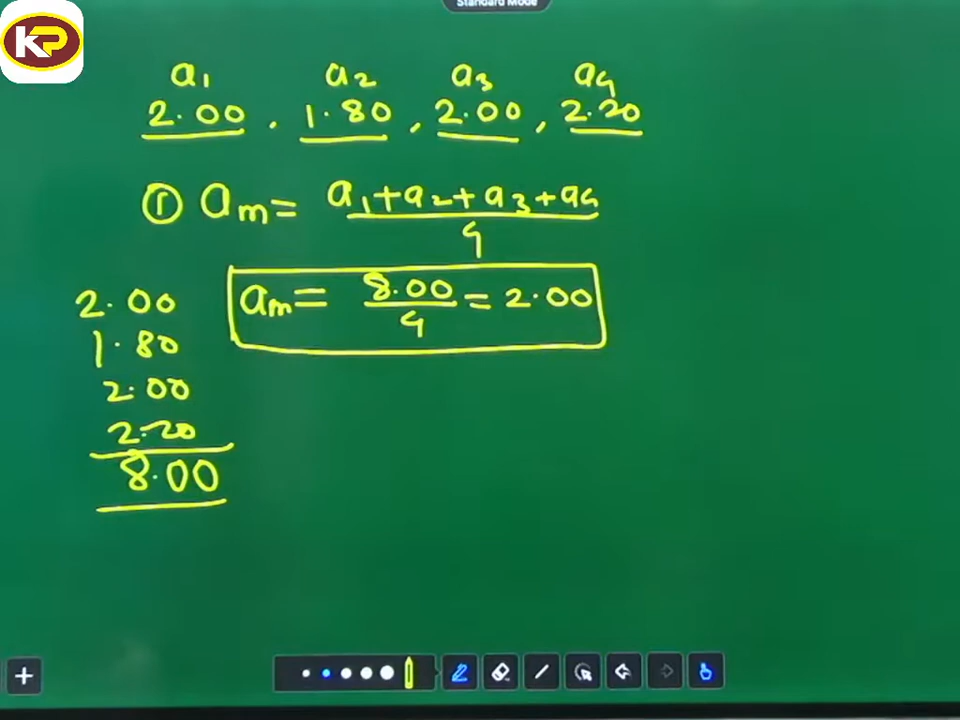 Standard Mode
KP
a1 a2 a3 a4
2.00, 1.80, 2.00, 2.20
① am = a1+a2+a3+a4
4
am = 8.00/4 = 2.00
2.00
1.80
2.00
2.20
8.00